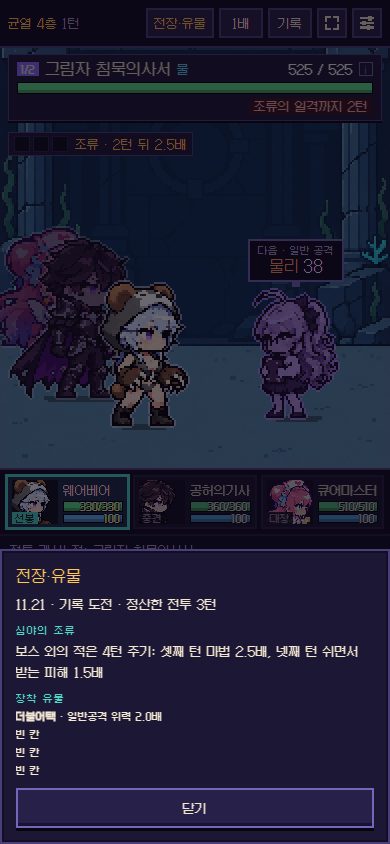 균열 4층 1턴
전장·유물
1배
기록
1/2 그림자 침묵의사서 물
525 / 525
조류의 일격까지 2턴
조류 · 2턴 뒤 2.5배
다음 · 일반 공격
물리 38
웨어베어
330/330
100
선봉
공허의기사
360/360
100
중견
큐어마스터
510/510
100
대장
전장·유물
11.21 · 기록 도전 · 정산한 전투 3턴
심야의 조류
보스 외의 적은 4턴 주기: 셋째 턴 마법 2.5배, 넷째 턴 쉬면서
받는 피해 1.5배
장착 유물
더블어택 · 일반공격 위력 2.0배
빈 칸
빈 칸
빈 칸
닫기